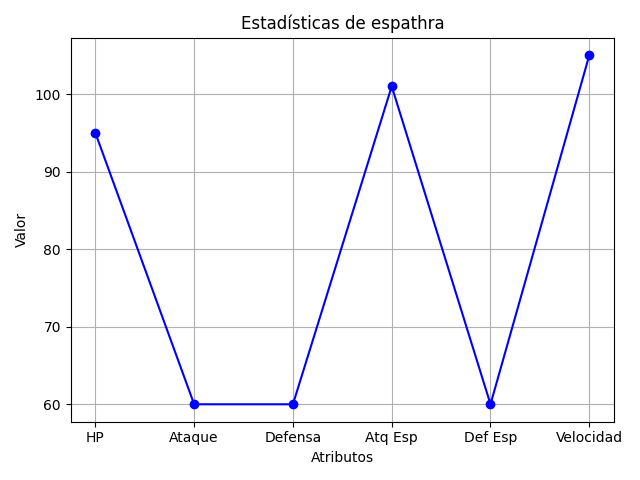 Estadísticas de espathra
Valor
100
90
80
70
60
HP Ataque Defensa Atq Esp Def Esp Velocidad
Atributos